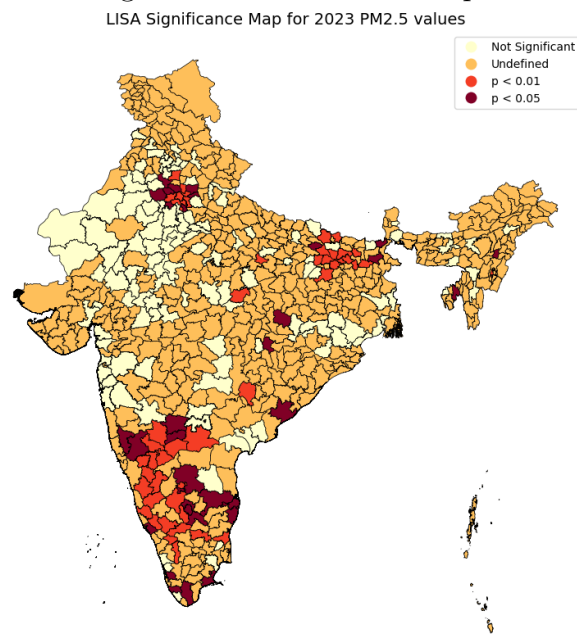 LISA Significance Map for 2023 PM2.5 values
Not Significant
Undefined
p < 0.01
p < 0.05